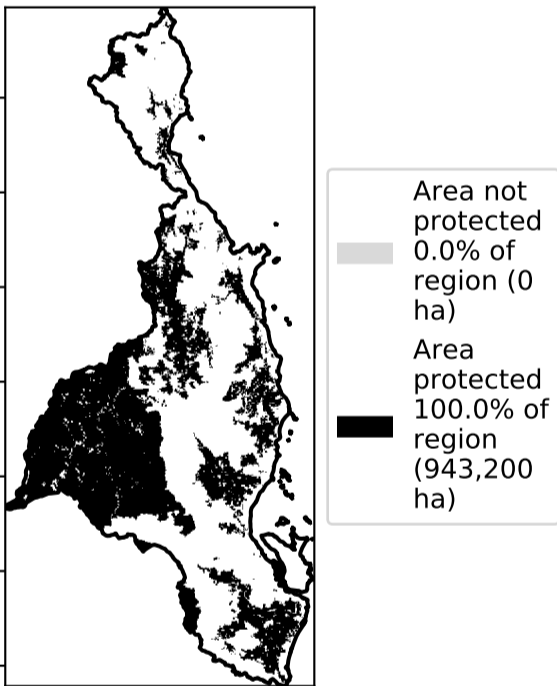 Area not
protected
0.0% of
region (0
ha)
Area
protected
100.0% of
region
(943,200
ha)